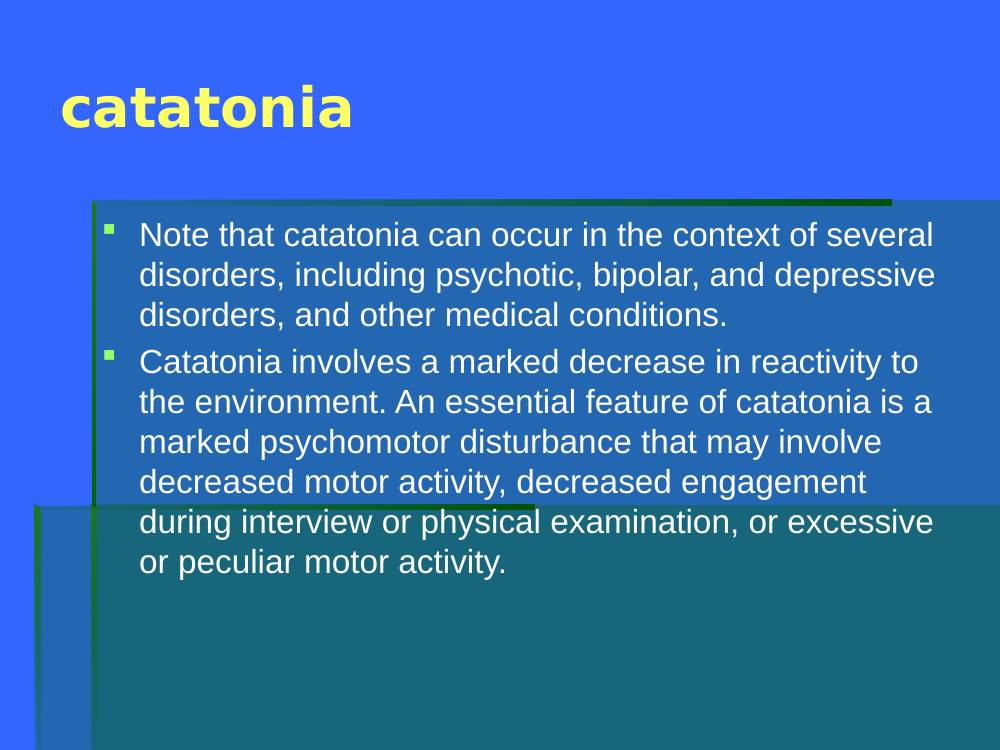 catatonia
Note that catatonia can occur in the context of several
disorders, including psychotic, bipolar, and depressive
disorders, and other medical conditions.
Catatonia involves a marked decrease in reactivity to
the environment. An essential feature of catatonia is a
marked psychomotor disturbance that may involve
decreased motor activity, decreased engagement
during interview or physical examination, or excessive
or peculiar motor activity.